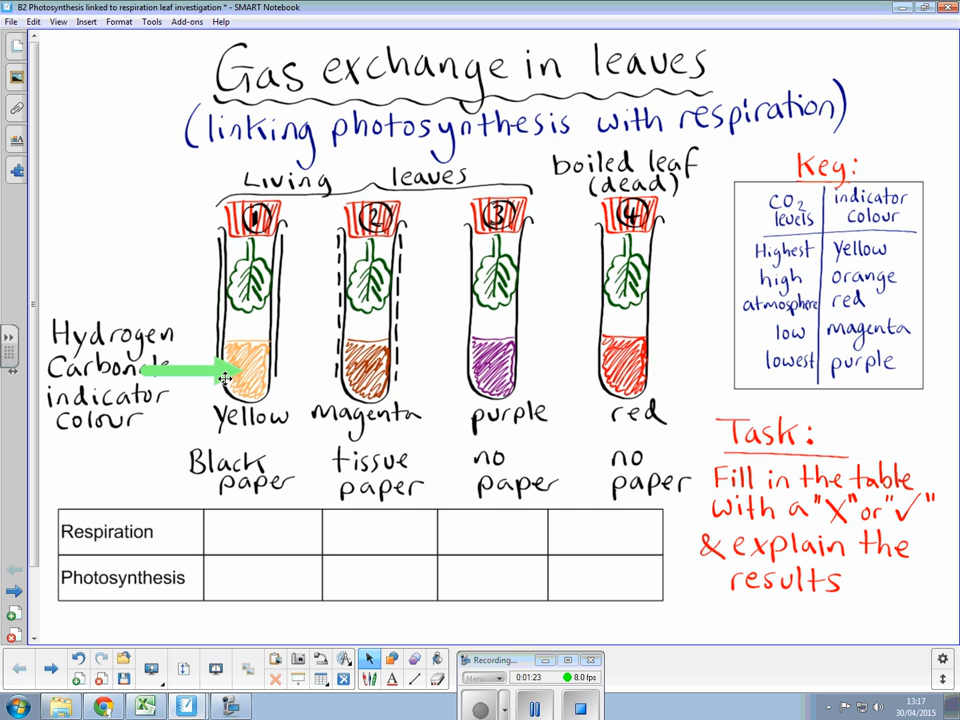 B2 Photosynthesis linked to respiration leaf investigation * - SMART Notebook
File Edit View Insert Format Tools Add-ons Help
Gas exchange in leaves
(linking photosynthesis with respiration)
Living leaves
boiled leaf
(dead)
1 2 3 4
Hydrogen
Carbonate
indicator
colour
Yellow magenta purple red
Black paper
tissue paper
no paper
no paper
Respiration
Photosynthesis
Key:
CO2 levels indicator colour
Highest yellow
high orange
atmosphere red
low magenta
lowest purple
Task:
Fill in the table
with a "X" or "✓"
& explain the
results
Recording...
Menu
0:01:23 8.0 fps
13:17
30/04/2015